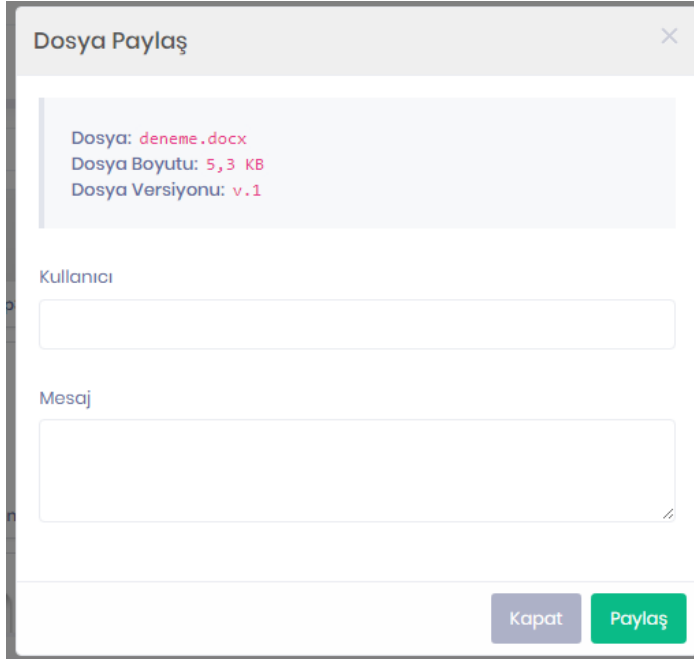 Dosya Paylaş
Dosya: deneme.docx
Dosya Boyutu: 5,3 KB
Dosya Versiyonu: v.1
Kullanıcı
Mesaj
Kapat Paylaş